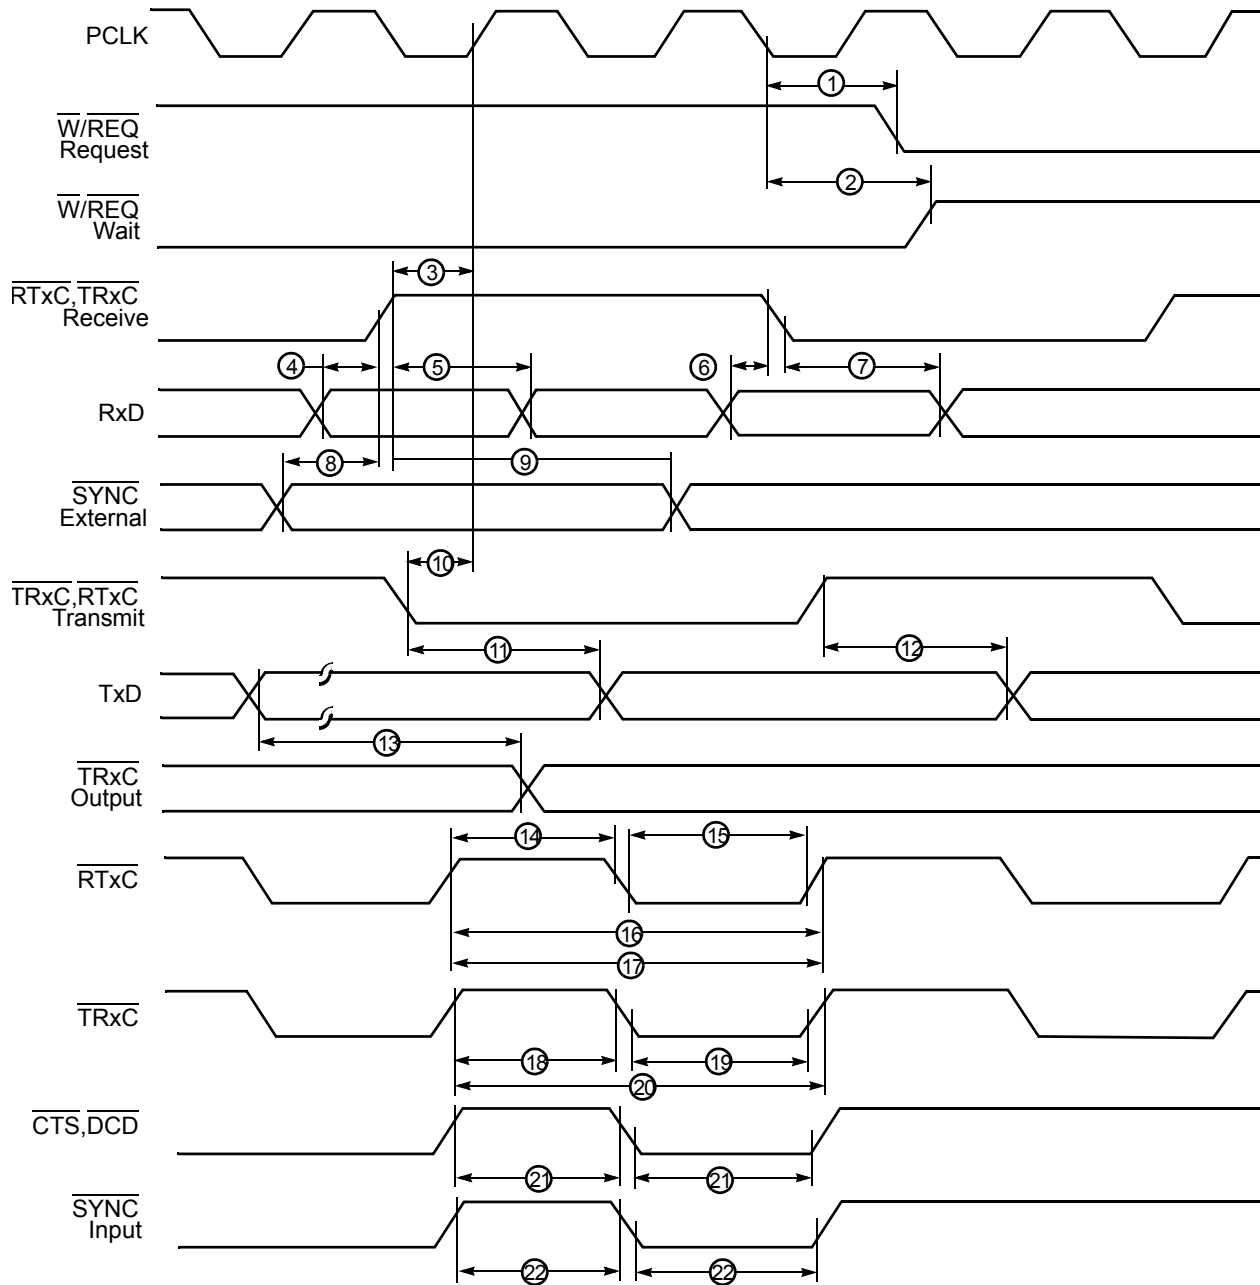 PCLK
1
W/REQ
Request
2
W/REQ
Wait
3
RTxC,TRxC
Receive
4
5
6
7
RxD
8
9
SYNC
External
10
TRxC,RTxC
Transmit
11
12
TxD
13
TRxC
Output
14
15
RTxC
16
17
TRxC
18
19
20
CTS,DCD
21
21
SYNC
Input
22
22